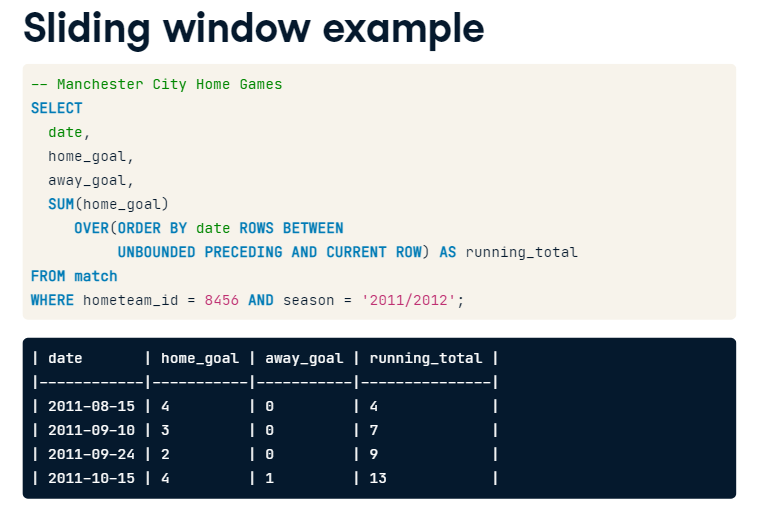 Sliding window example
-- Manchester City Home Games
SELECT
  date,
  home_goal,
  away_goal,
  SUM(home_goal)
     OVER(ORDER BY date ROWS BETWEEN
          UNBOUNDED PRECEDING AND CURRENT ROW) AS running_total
FROM match
WHERE hometeam_id = 8456 AND season = '2011/2012';
| date       | home_goal | away_goal | running_total |
|------------|-----------|-----------|---------------|
| 2011-08-15 | 4         | 0         | 4             |
| 2011-09-10 | 3         | 0         | 7             |
| 2011-09-24 | 2         | 0         | 9             |
| 2011-10-15 | 4         | 1         | 13            |